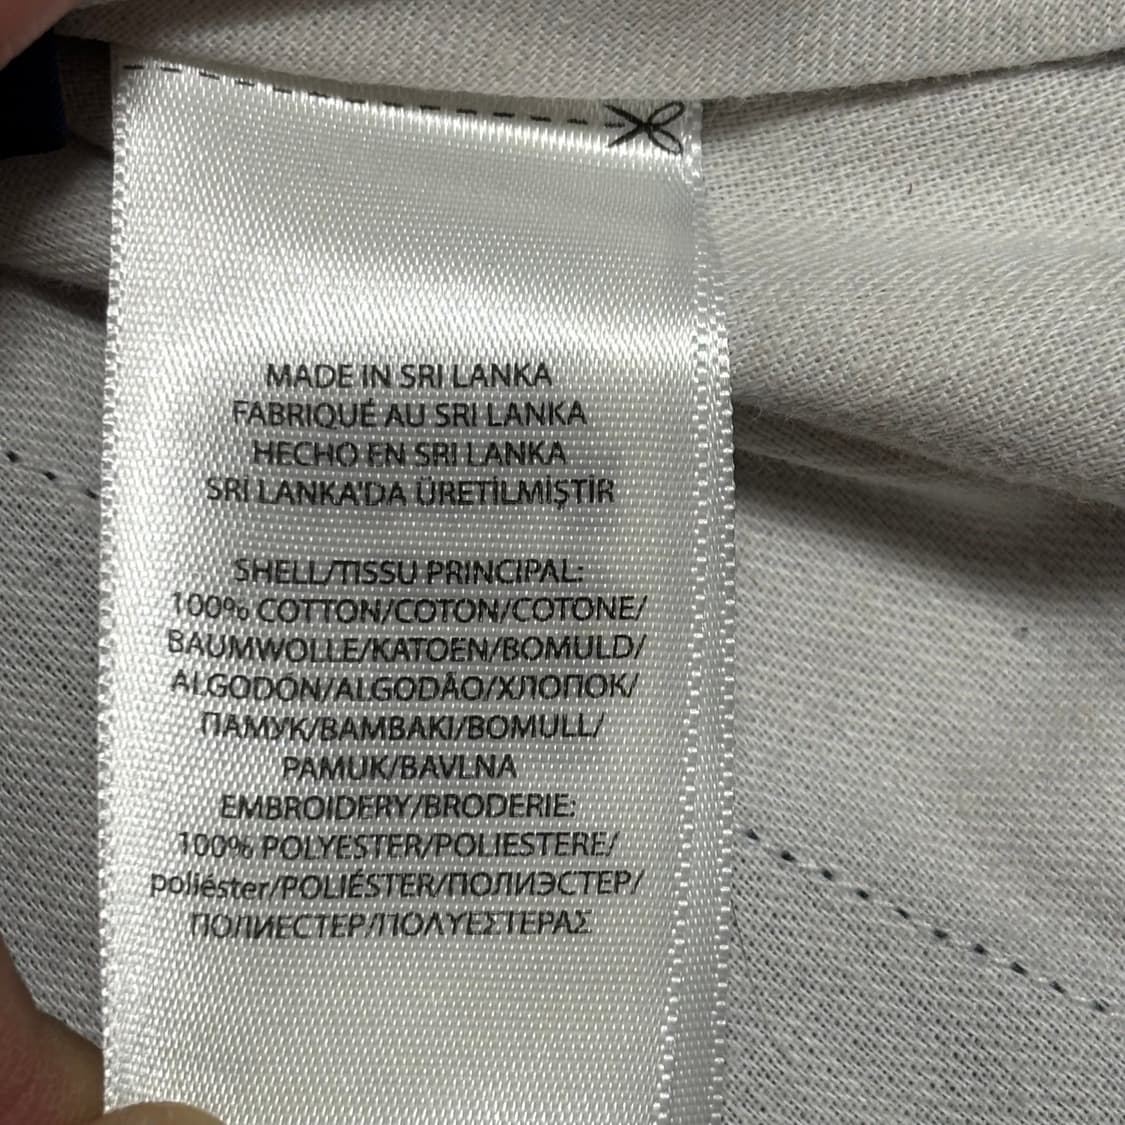 MADE IN SRI LANKA
FABRIQUÉ AU SRI LANKA
HECHO EN SRI LANKA
SRİ LANKA'DA ÜRETİLMİŞTİR
SHELL/TISSU PRINCIPAL:
100% COTTON/COTON/COTONE/
BAUMWOLLE/KATOEN/BOMULD/
ALGODÓN/ALGODÃO/ХЛОПОК/
ПАМУК/ΒΑΜΒΑΚΙ/BOMULL/
PAMUK/BAVLNA
EMBROIDERY/BRODERIE:
100% POLYESTER/POLIESTERE/
poliéster/POLIÉSTER/ПОЛИЭСТЕР/
ПОЛИЕСТЕР/ΠΟΛΥΕΣΤΕΡΑΣ